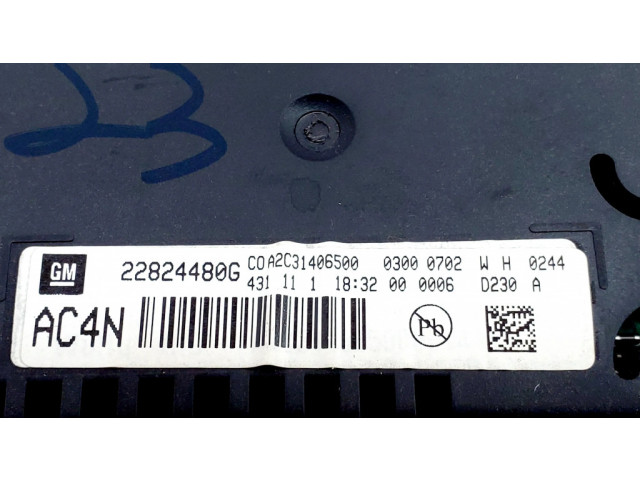 23
GM
22824480G
COA2C31406500 0300 0702 W H 0244
431 11 1 18:32 00 0006 D230 A
AC4N
Pb